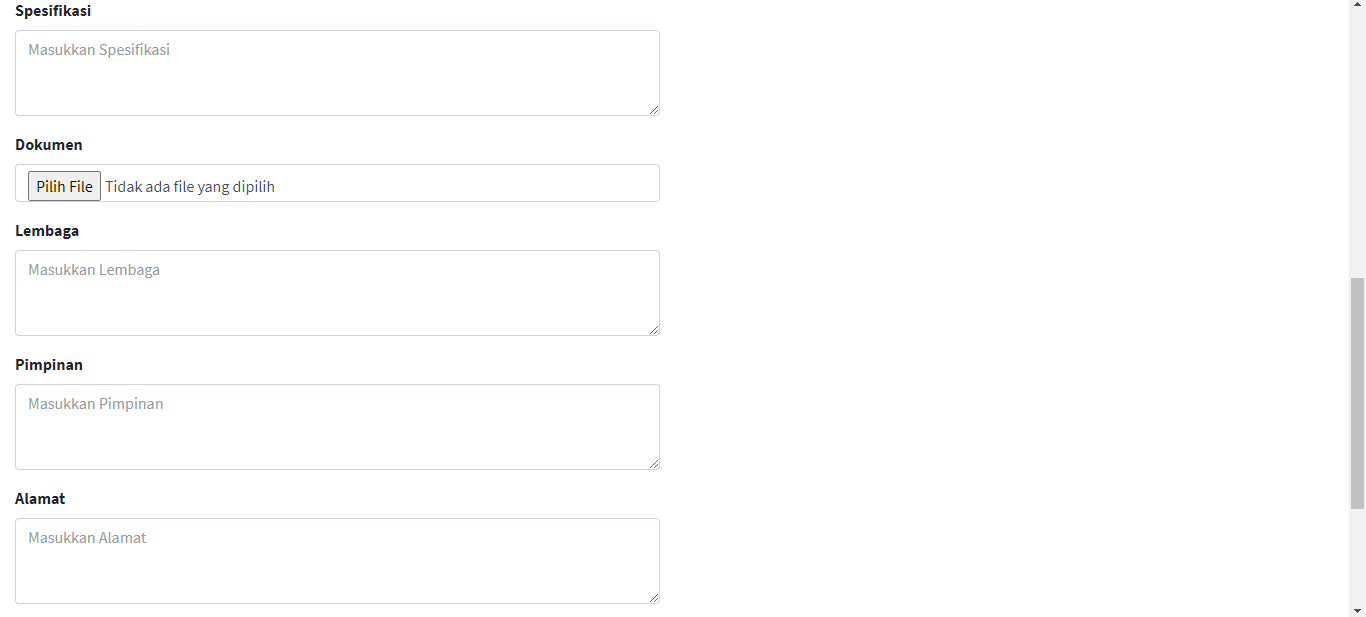 Spesifikasi
Masukkan Spesifikasi
Dokumen
Pilih File Tidak ada file yang dipilih
Lembaga
Masukkan Lembaga
Pimpinan
Masukkan Pimpinan
Alamat
Masukkan Alamat